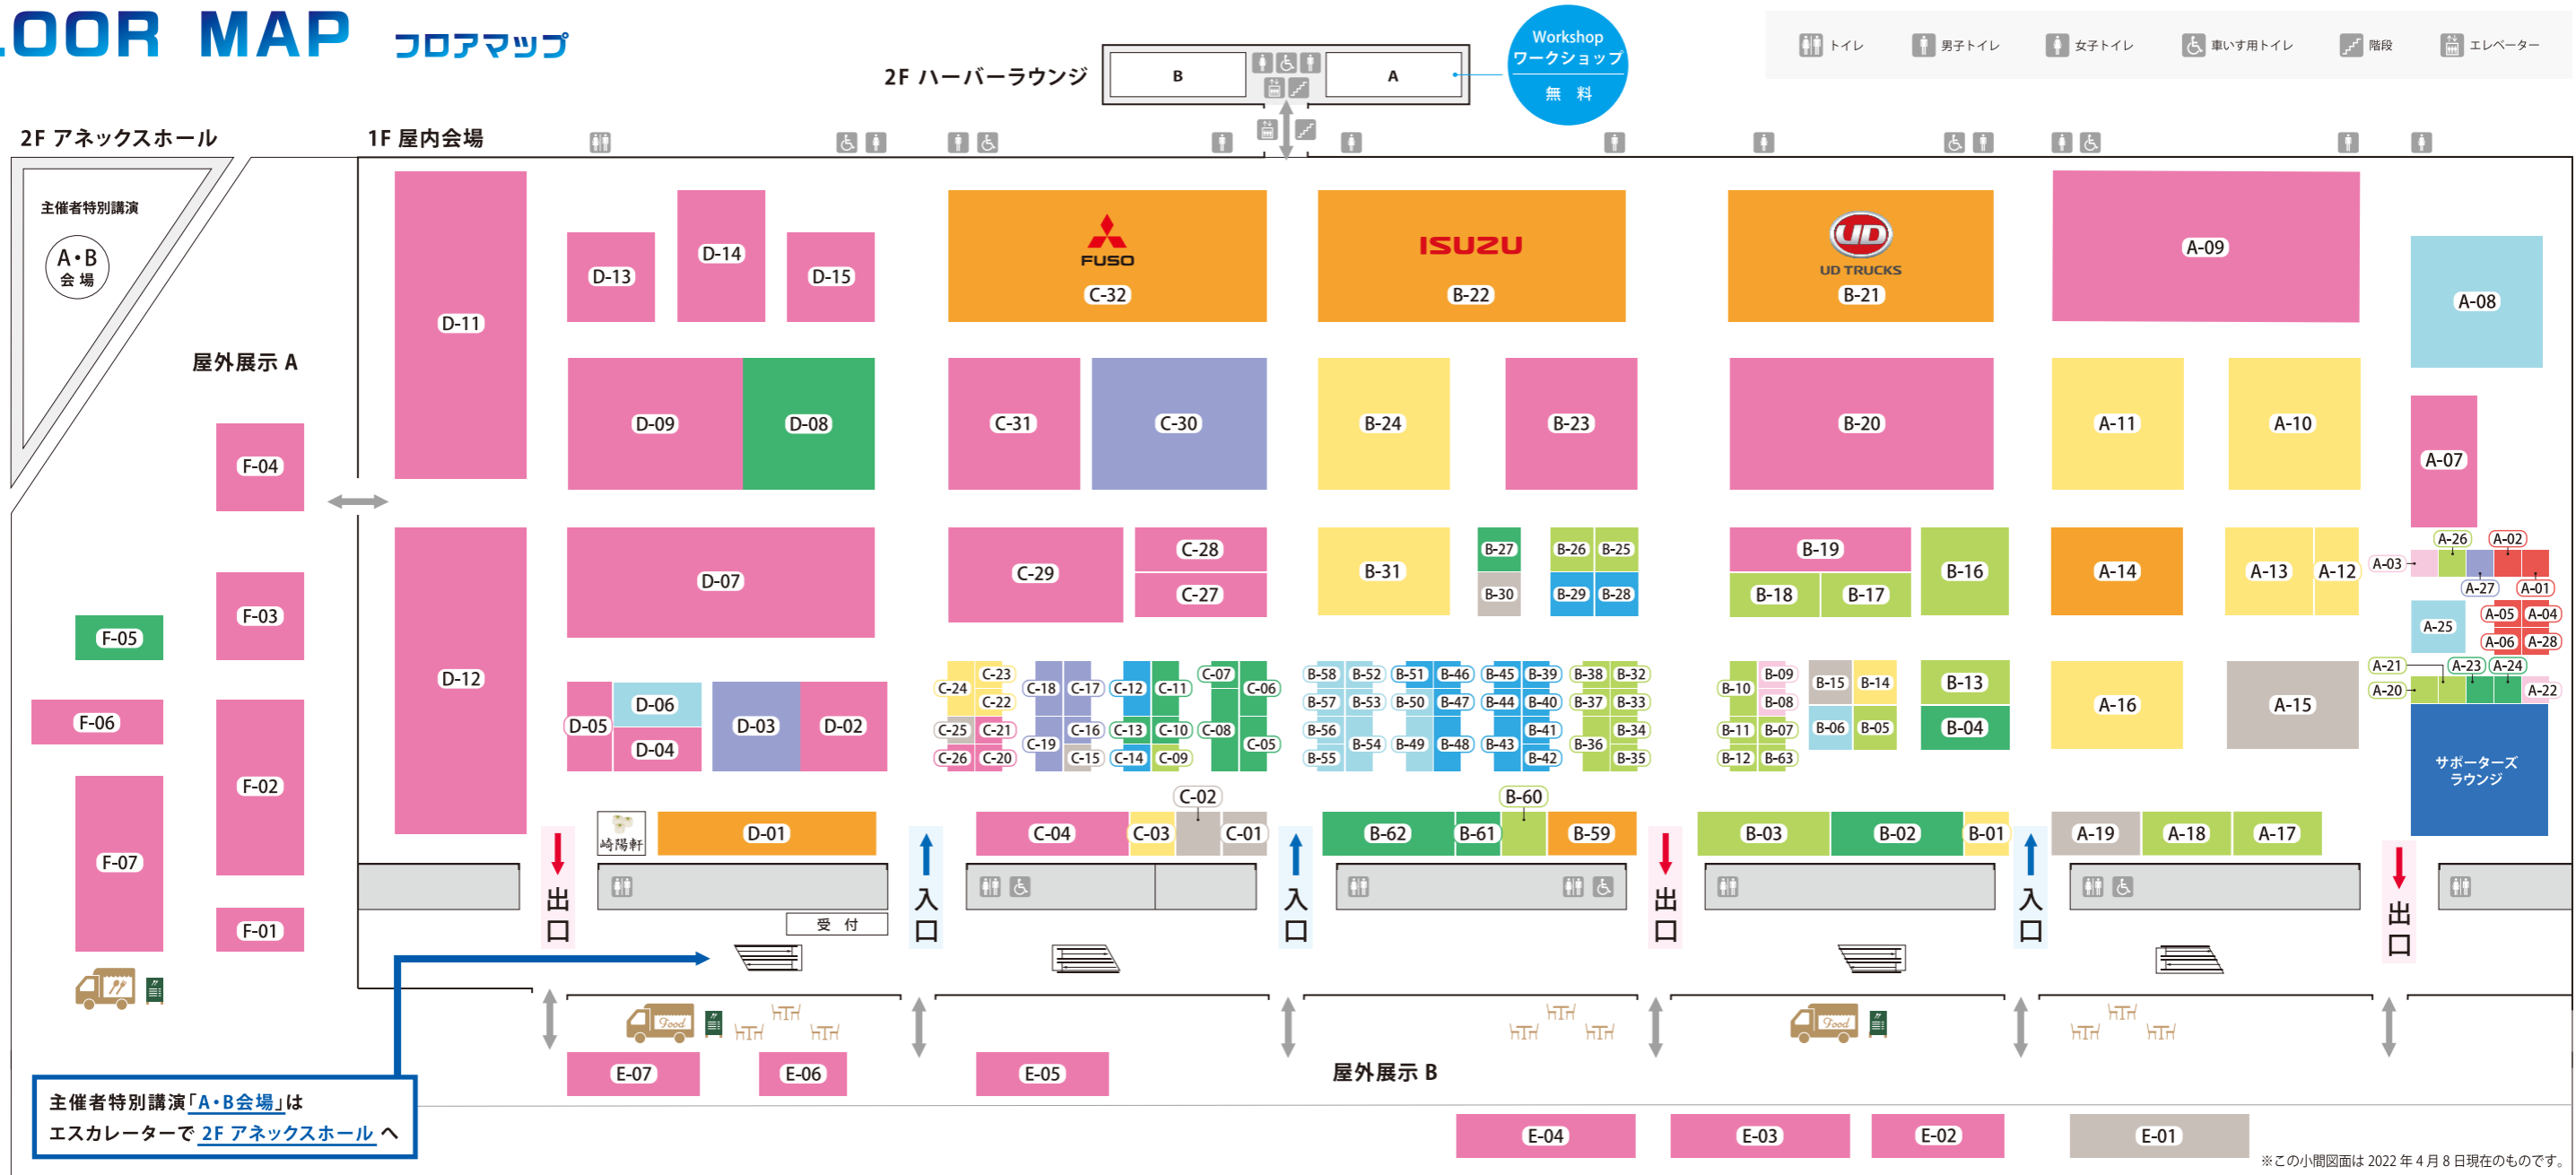 LOOR MAP フロアマップ
2F ハーバーラウンジ
B
A
Workshop
ワークショップ
無 料
トイレ
男子トイレ
女子トイレ
車いす用トイレ
階段
エレベーター
2F アネックスホール
主催者特別講演
A・B
会 場
1F 屋内会場
屋外展示 A
D-11
D-13
D-14
D-15
FUSO
C-32
ISUZU
B-22
UD
UD TRUCKS
B-21
A-09
A-08
D-09
D-08
C-31
C-30
B-24
B-23
B-20
A-11
A-10
A-07
F-04
F-03
F-05
F-06
F-02
F-07
F-01
D-12
D-07
C-29
C-28
C-27
B-31
B-27
B-30
B-26
B-25
B-29
B-28
B-19
B-18
B-17
B-16
A-14
A-13
A-12
A-26
A-02
A-03
A-27
A-01
A-25
A-05
A-04
A-06
A-28
A-21
A-23
A-24
A-20
A-22
D-05
D-06
D-04
D-03
D-02
C-24
C-23
C-22
C-25
C-21
C-26
C-20
C-18
C-17
C-19
C-16
C-15
C-12
C-11
C-13
C-10
C-14
C-09
C-07
C-06
C-08
C-05
B-58
B-52
B-57
B-53
B-56
B-54
B-55
B-51
B-46
B-50
B-47
B-49
B-48
B-45
B-39
B-44
B-40
B-43
B-41
B-42
B-38
B-32
B-37
B-33
B-36
B-34
B-35
B-10
B-09
B-08
B-11
B-07
B-12
B-63
B-15
B-14
B-06
B-05
B-13
B-04
A-16
A-15
サポーターズ
ラウンジ
崎陽軒
D-01
C-04
C-03
C-02
C-01
B-62
B-61
B-60
B-59
B-03
B-02
B-01
A-19
A-18
A-17
出口
入口
入口
出口
入口
出口
受 付
Food
Food
E-07
E-06
E-05
屋外展示 B
E-04
E-03
E-02
E-01
主催者特別講演「A・B会場」は
エスカレーターで 2F アネックスホール へ
※この小間図面は 2022 年 4 月 8 日現在のものです。